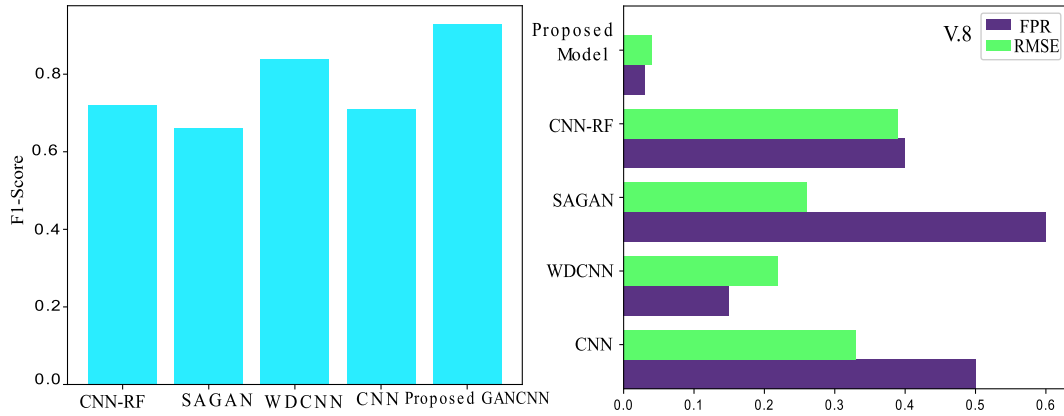 F1-Score
0.8
0.6
0.4
0.2
0.0
CNN-RF
SAGAN
WDCNN
CNN
Proposed GANCNN
V.8
FPR
RMSE
Proposed
Model
CNN-RF
SAGAN
WDCNN
CNN
0.0 0.1 0.2 0.3 0.4 0.5 0.6